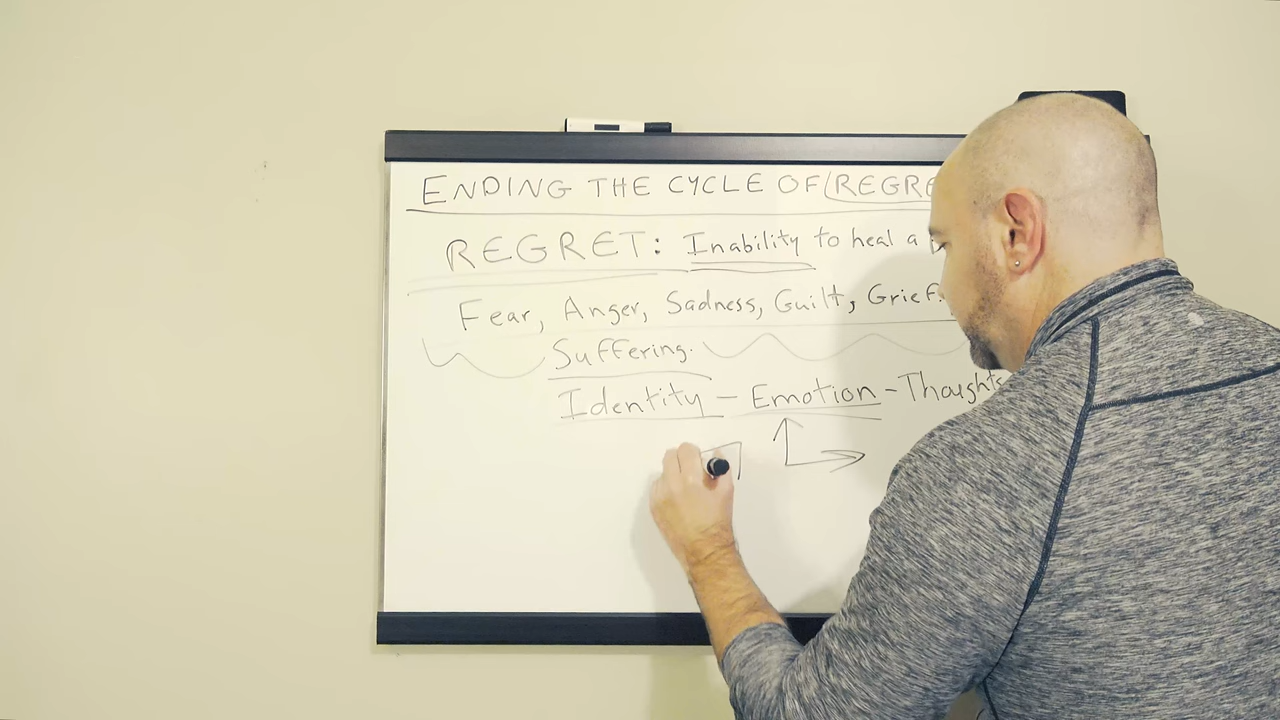 ENDING THE CYCLE OF REGRE
REGRET: Inability to heal a
Fear, Anger, Sadness, Guilt, Grief.
Suffering.
Identity - Emotion - Thoughts